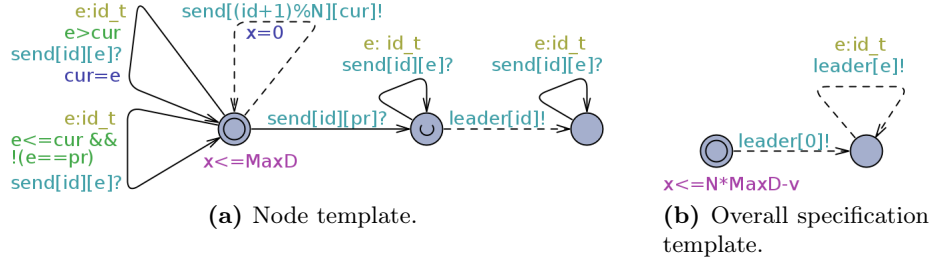 e:id_t
e>cur
send[id][e]?
cur=e
send[(id+1)%N][cur]!
x=0
e:id_t
e<=cur &&
!(e==pr)
send[id][e]?
x<=MaxD
send[id][pr]?
e: id_t
send[id][e]?
leader[id]!
e:id_t
send[id][e]?
(a) Node template.
e:id_t
leader[e]!
leader[0]!
x<=N*MaxD-v
(b) Overall specification
template.